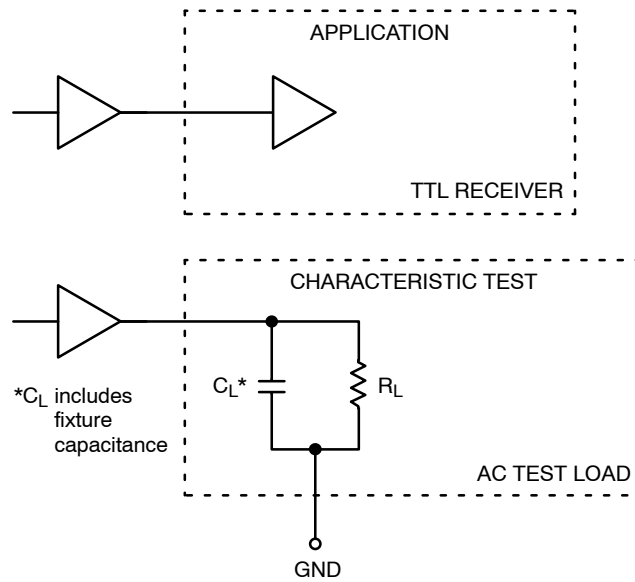 APPLICATION
TTL RECEIVER
CHARACTERISTIC TEST
*CL includes
fixture
capacitance
CL*
RL
AC TEST LOAD
GND